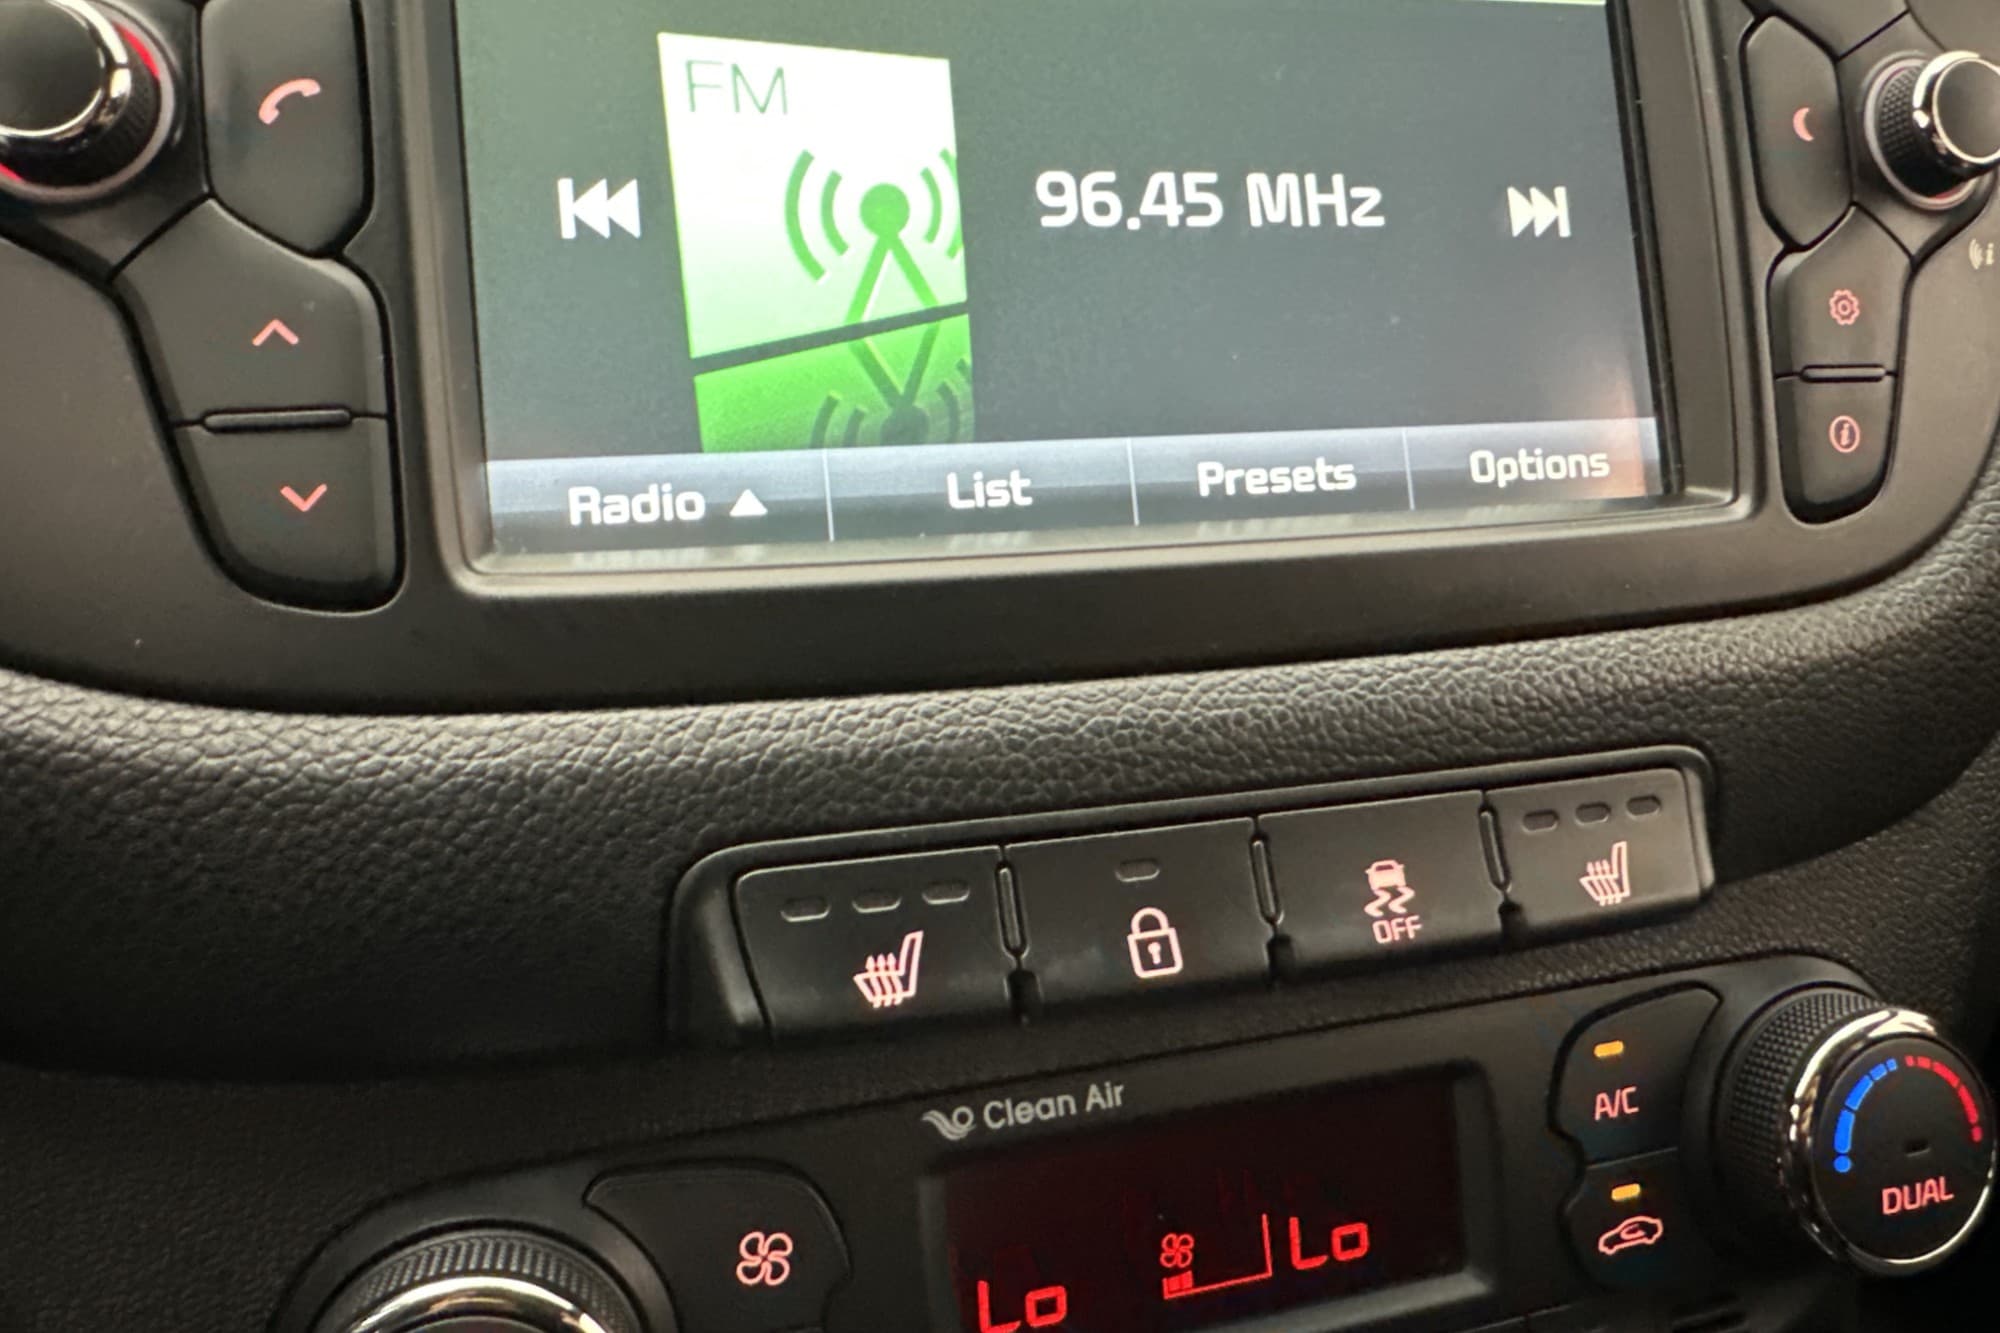 FM
96.45 MHz
Radio List Presets Options
OFF
Clean Air
A/C
DUAL
Lo Lo